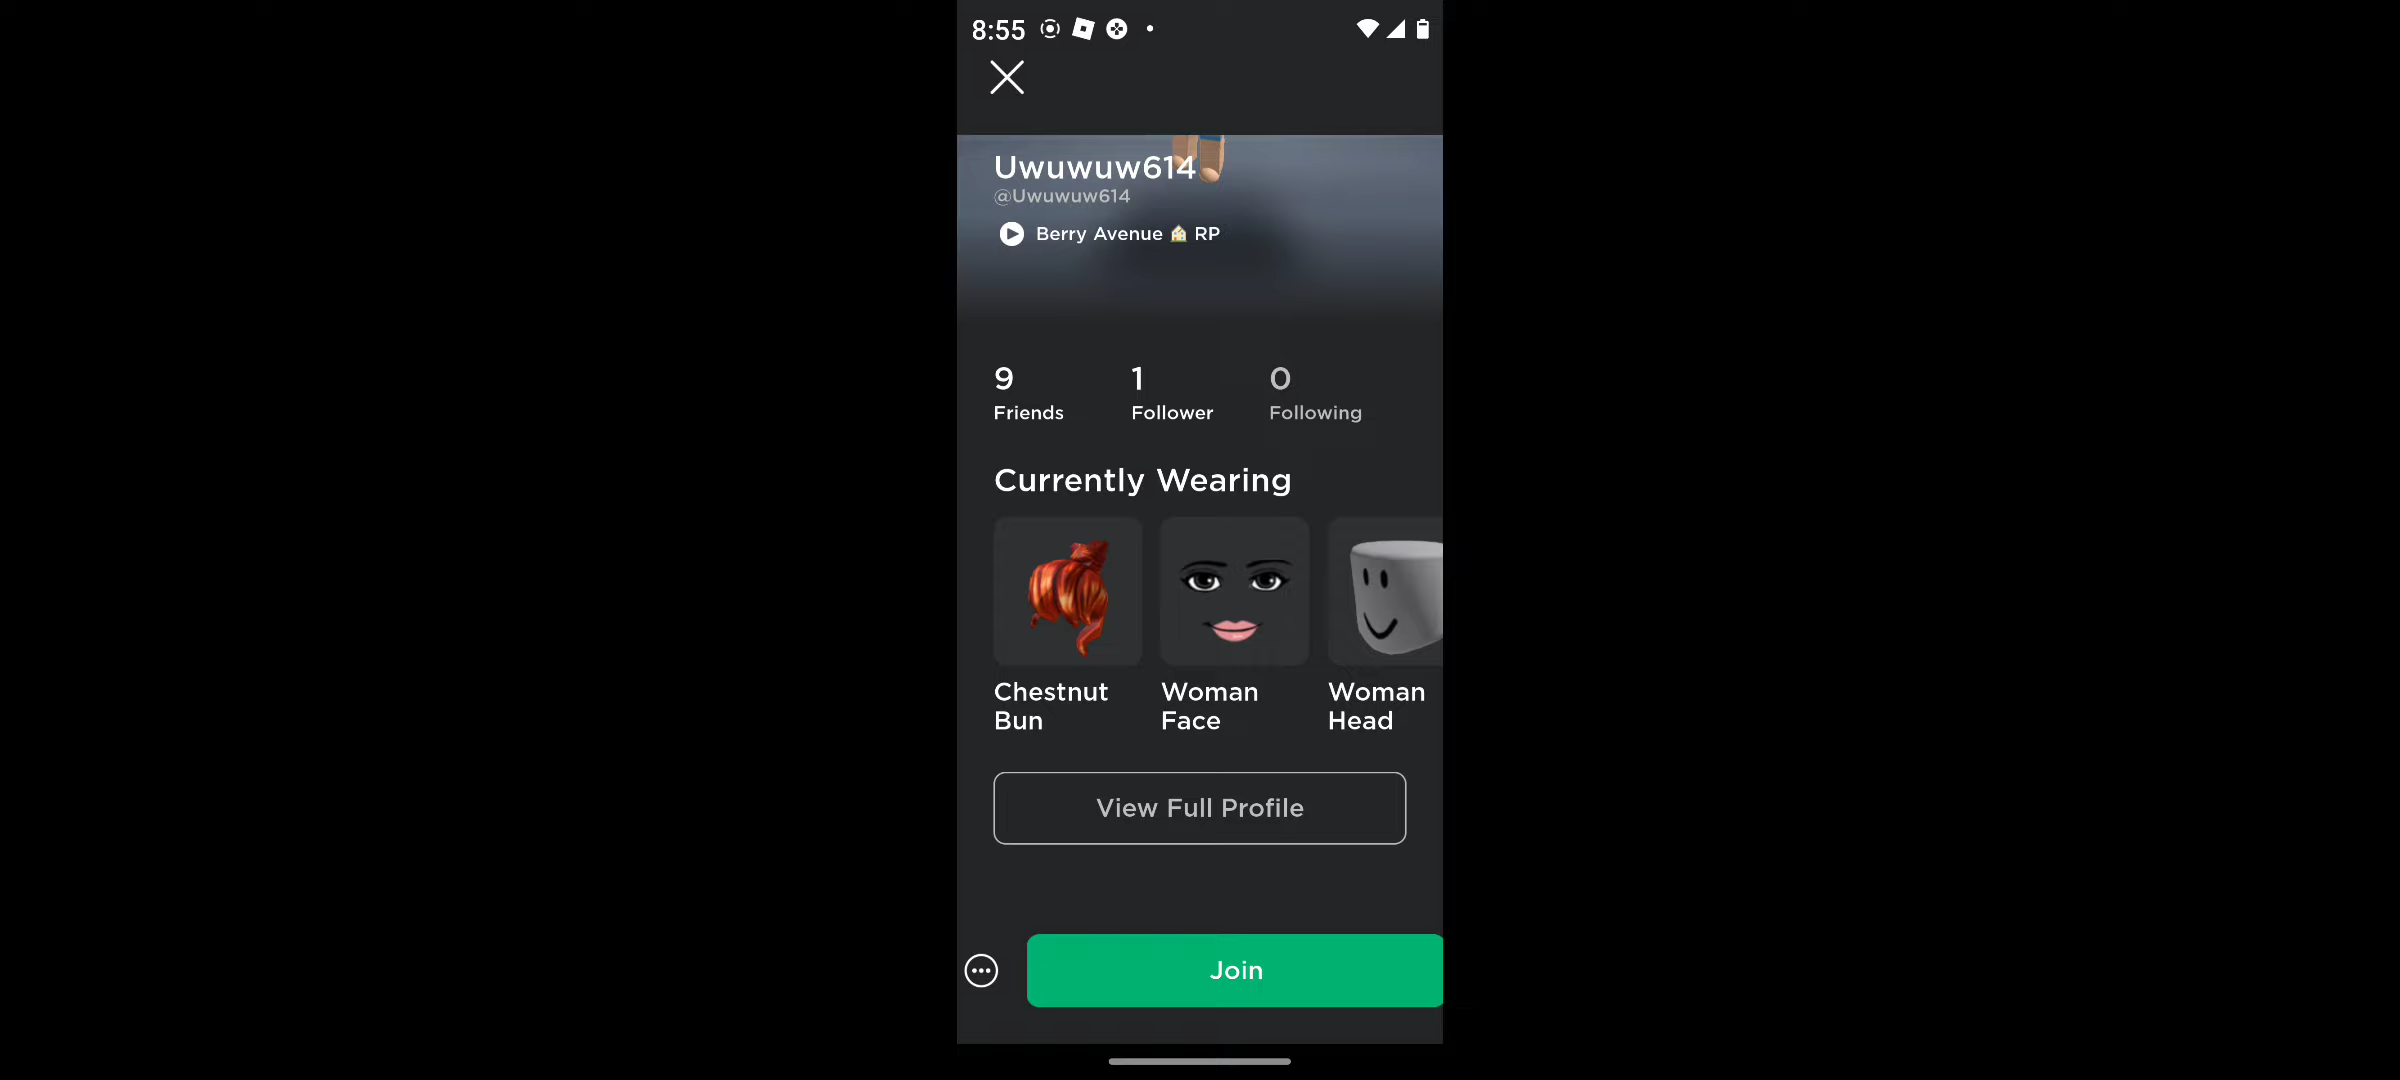 8:55
Uwuwuw614
@Uwuwuw614
Berry Avenue 🏠 RP
9 1 0
Friends Follower Following
Currently Wearing
Chestnut Bun
Woman Face
Woman Head
View Full Profile
Join